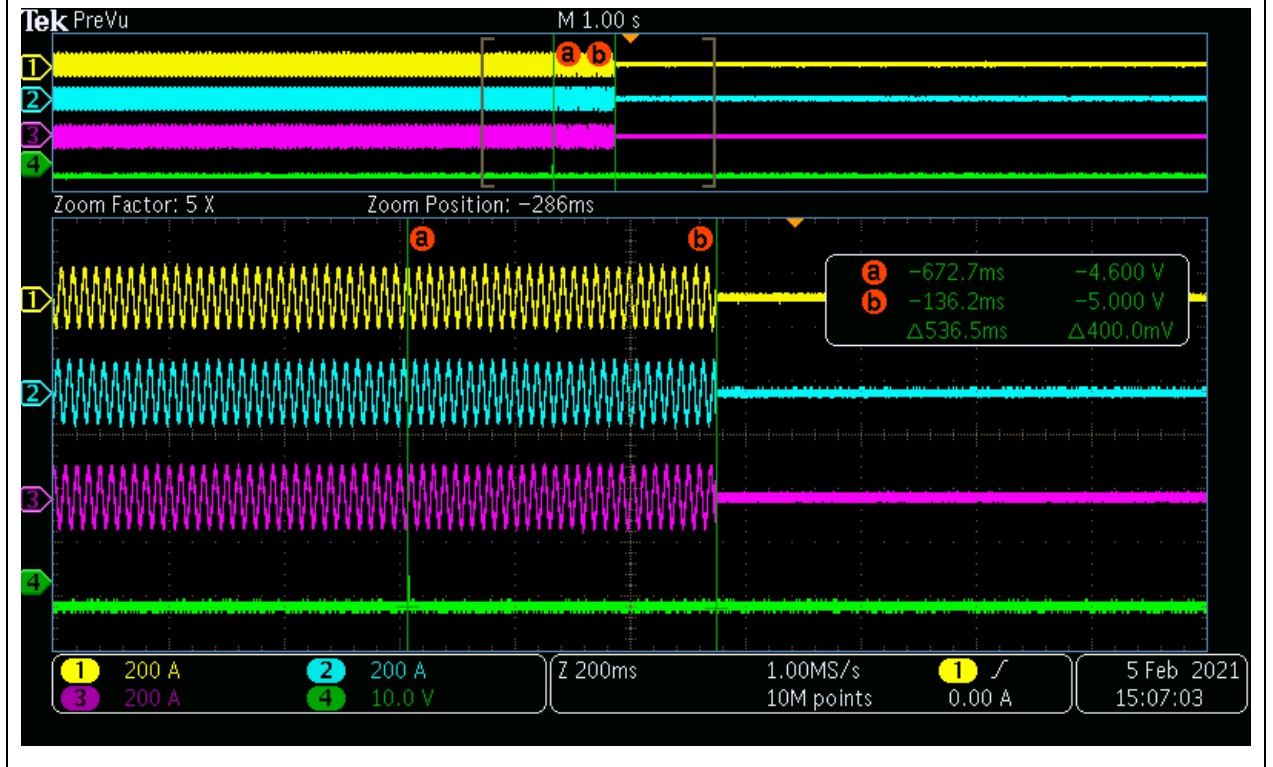 Tek PreVu M 1.00 s
a b
1
2
3
4
Zoom Factor: 5 X Zoom Position: −286ms
a b
a −672.7ms −4.600 V
b −136.2ms −5.000 V
△536.5ms △400.0mV
1
2
3
4
1 200 A 2 200 A Z 200ms 1.00MS/s 1 5 Feb 2021
3 200 A 4 10.0 V 10M points 0.00 A 15:07:03